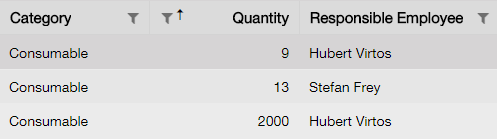 Category Quantity Responsible Employee
Consumable 9 Hubert Virtos
Consumable 13 Stefan Frey
Consumable 2000 Hubert Virtos